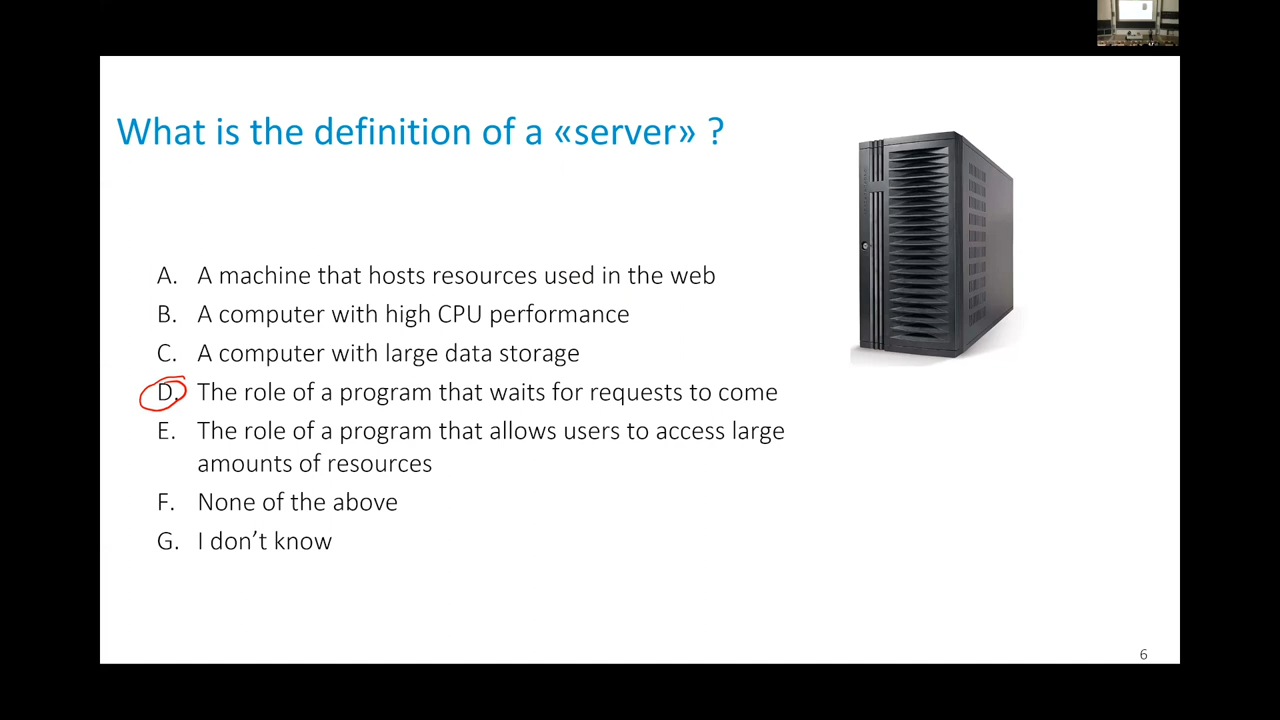 What is the definition of a «server» ?
A. A machine that hosts resources used in the web
B. A computer with high CPU performance
C. A computer with large data storage
D. The role of a program that waits for requests to come
E. The role of a program that allows users to access large
amounts of resources
F. None of the above
G. I don’t know
6